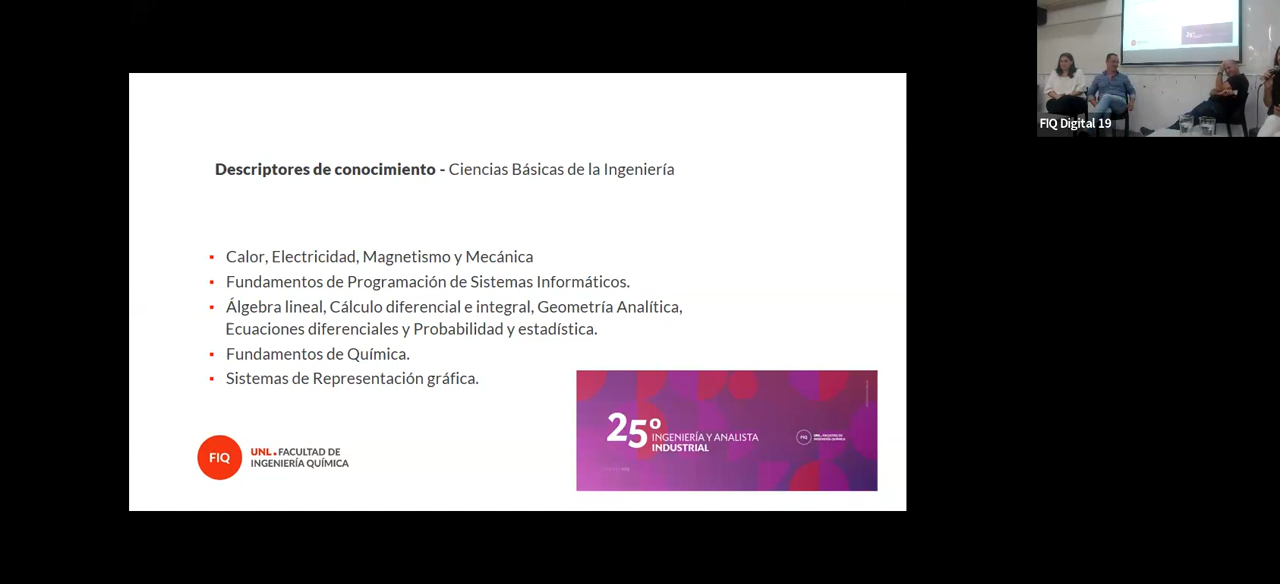 FIQ Digital 19
Descriptores de conocimiento - Ciencias Básicas de la Ingeniería
▪ Calor, Electricidad, Magnetismo y Mecánica
▪ Fundamentos de Programación de Sistemas Informáticos.
▪ Álgebra lineal, Cálculo diferencial e integral, Geometría Analítica,
Ecuaciones diferenciales y Probabilidad y estadística.
▪ Fundamentos de Química.
▪ Sistemas de Representación gráfica.
25º
INGENIERÍA Y ANALISTA
INDUSTRIAL
FIQ
FIQ
UNL. FACULTAD DE
INGENIERÍA QUÍMICA